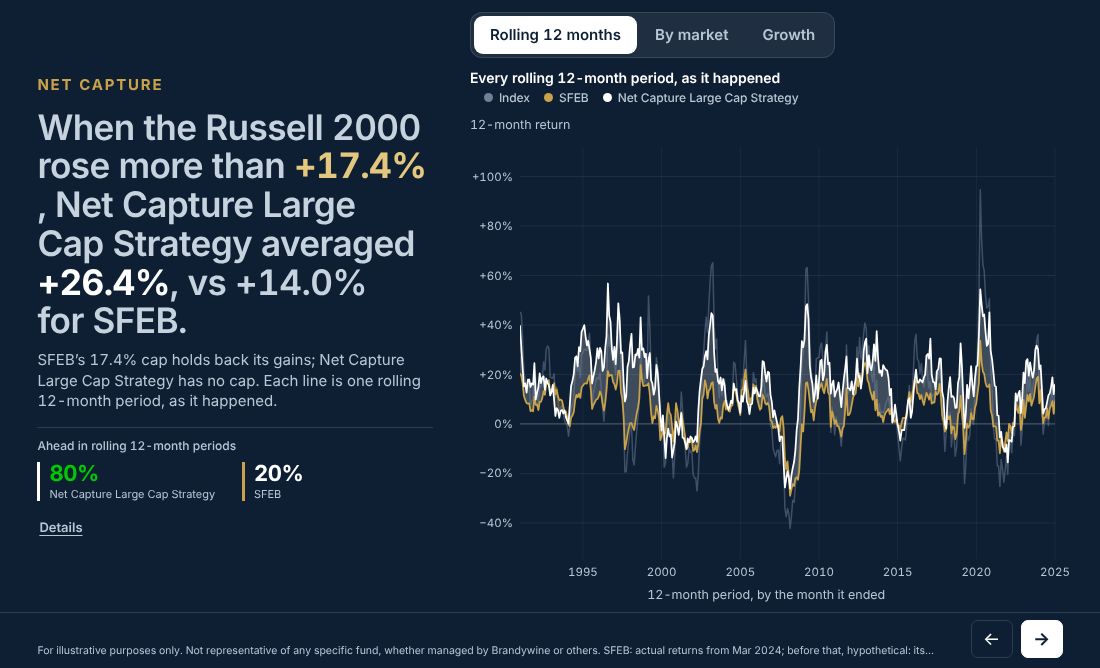 Rolling 12 months By market Growth
NET CAPTURE
When the Russell 2000
rose more than +17.4%
, Net Capture Large
Cap Strategy averaged
+26.4%, vs +14.0%
for SFEB.
SFEB’s 17.4% cap holds back its gains; Net Capture
Large Cap Strategy has no cap. Each line is one rolling
12-month period, as it happened.
Ahead in rolling 12-month periods
80%
Net Capture Large Cap Strategy
20%
SFEB
Details
Every rolling 12-month period, as it happened
Index SFEB Net Capture Large Cap Strategy
12-month return
+100%
+80%
+60%
+40%
+20%
0%
−20%
−40%
1995 2000 2005 2010 2015 2020 2025
12-month period, by the month it ended
For illustrative purposes only. Not representative of any specific fund, whether managed by Brandywine or others. SFEB: actual returns from Mar 2024; before that, hypothetical: its...